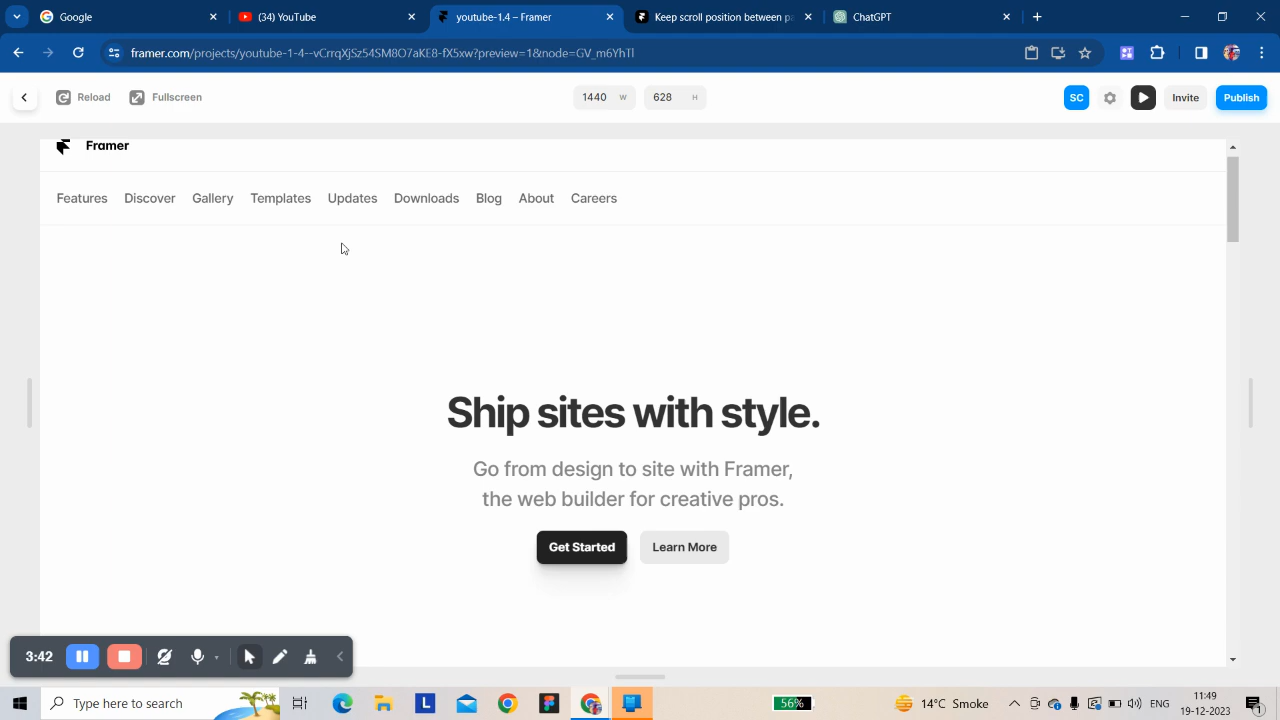 Google
(34) YouTube
youtube-1.4 – Framer
Keep scroll position between pa
ChatGPT
framer.com/projects/youtube-1-4--vCrrqXjSz54SM8O7aKE8-fX5xw?preview=1&node=GV_m6YhTI
Reload
Fullscreen
1440 W
628 H
SC
Invite
Publish
Framer
Features
Discover
Gallery
Templates
Updates
Downloads
Blog
About
Careers
Ship sites with style.
Go from design to site with Framer,
the web builder for creative pros.
Get Started
Learn More
3:42
Type here to search
L
56%
14°C Smoke
ENG
11:49
19-12-2023
1